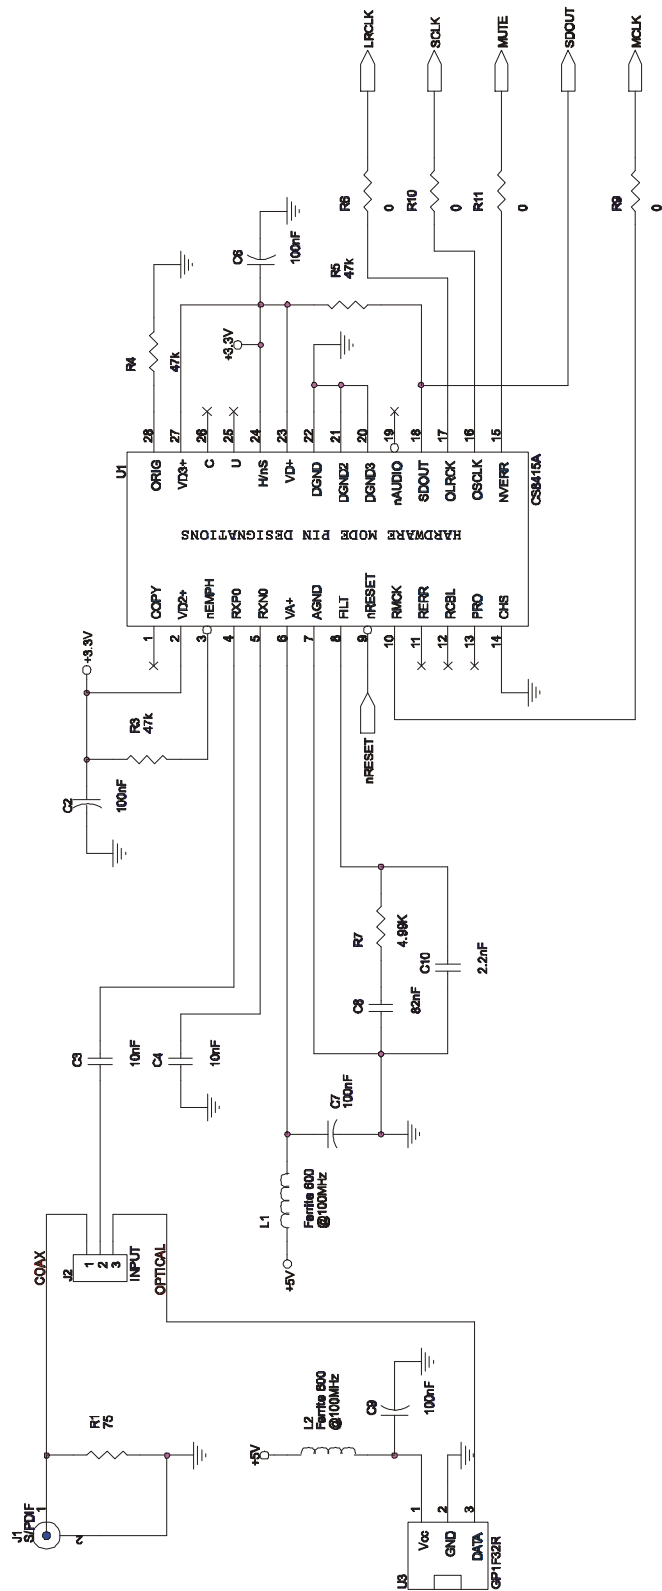 J1
S/PDIF
1
2
R1
75
COAX
J2
1
2
3
INPUT
OPTICAL
+5V
L2
Ferrite 600
@100MHz
C9
100nF
U3
1
Vcc
2
GND
3
DATA
GP1F32R
C3
10nF
C4
10nF
+5V
L1
Ferrite 600
@100MHz
C7
100nF
C8
82nF
R7
4.99K
C10
2.2nF
C2
100nF
R3
47k
+3.3V
nRESET
U1
1
COPY
2
VD2+
3
nEMPH
4
RXP0
5
RXN0
6
VA+
7
AGND
8
FILT
9
nRESET
10
RMCK
11
RERR
12
RCBL
13
PRO
14
CHS
HARDWARE MODE PIN DESIGNATIONS
28
ORIG
27
VD3+
26
C
25
U
24
H/nS
23
VD+
22
DGND
21
DGND2
20
DGND3
19
nAUDIO
18
SDOUT
17
OLRCK
16
OSCLK
15
NVERR
CS8415A
R4
47k
+3.3V
C6
100nF
R5
47k
R6
0
LRCLK
R10
0
SCLK
R11
0
MUTE
SDOUT
R9
0
MCLK